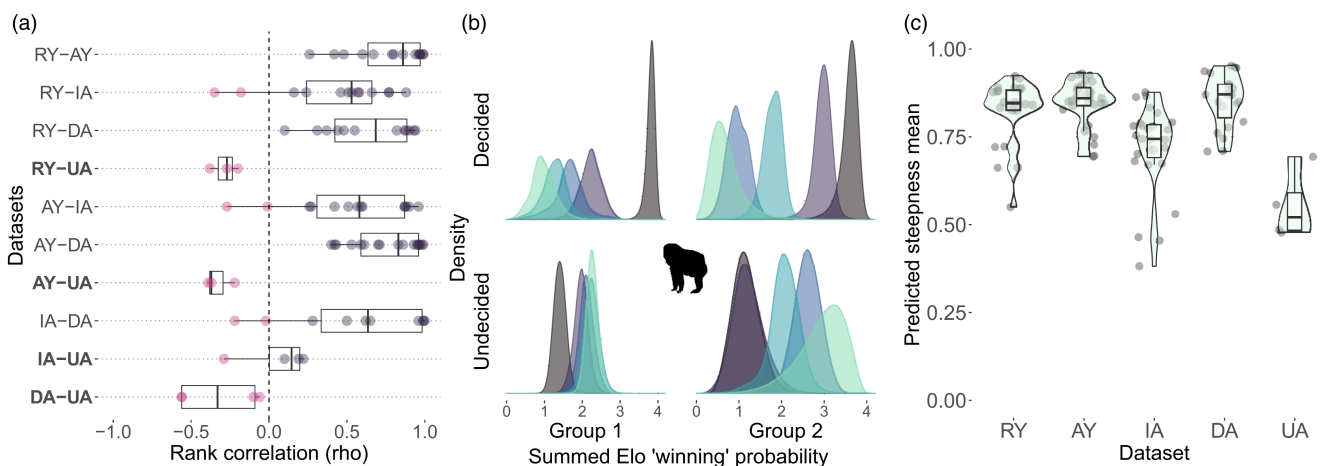 (a)
Datasets
RY−AY
RY−IA
RY−DA
RY−UA
AY−IA
AY−DA
AY−UA
IA−DA
IA−UA
DA−UA
−1.0 −0.5 0.0 0.5 1.0
Rank correlation (rho)
(b)
Density
Decided
Undecided
0 1 2 3 4 0 1 2 3 4
Group 1 Group 2
Summed Elo 'winning' probability
(c)
Predicted steepness mean
1.00
0.75
0.50
0.25
0.00
RY AY IA DA UA
Dataset